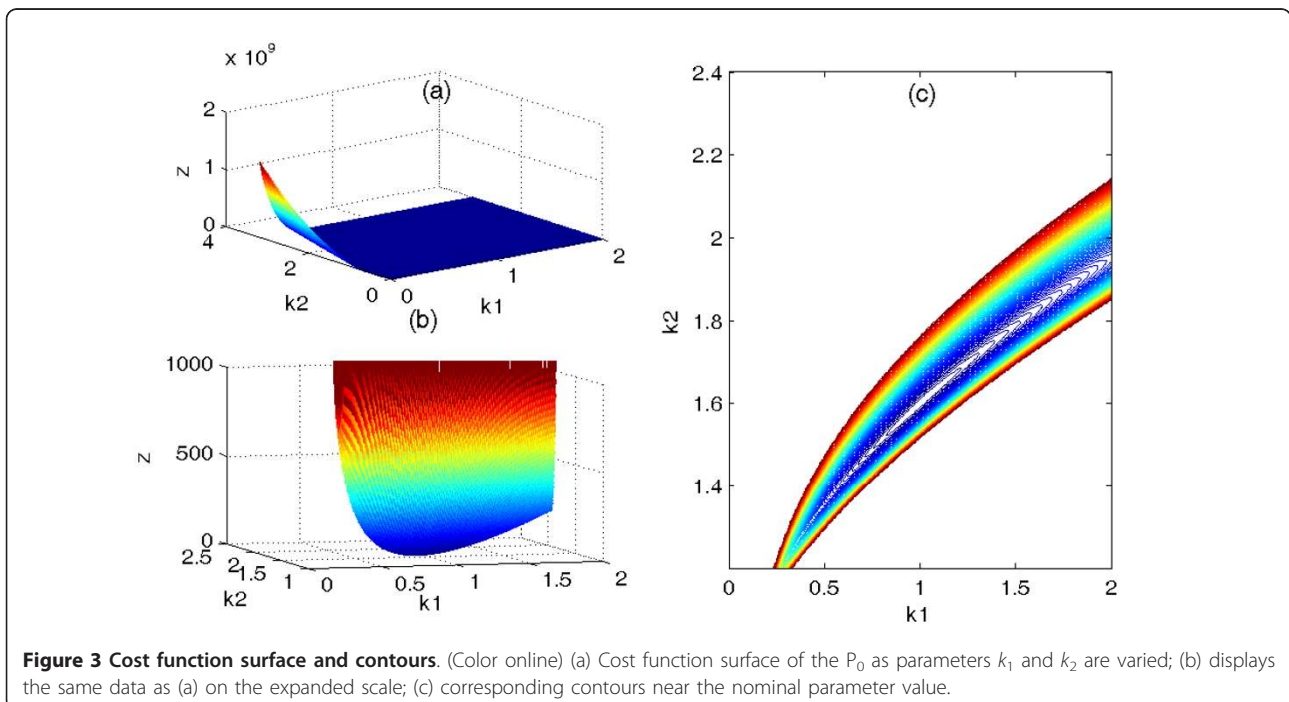 x 10^9
(a)
2
1
0
z
4
2
0
k2
0
1
2
k1
(b)
1000
500
0
z
2.5
2
1.5
1
k2
0
0.5
1
1.5
2
k1
(c)
2.4
2.2
2
1.8
1.6
1.4
k2
0
0.5
1
1.5
2
k1
Figure 3 Cost function surface and contours. (Color online) (a) Cost function surface of the P₀ as parameters k₁ and k₂ are varied; (b) displays
the same data as (a) on the expanded scale; (c) corresponding contours near the nominal parameter value.